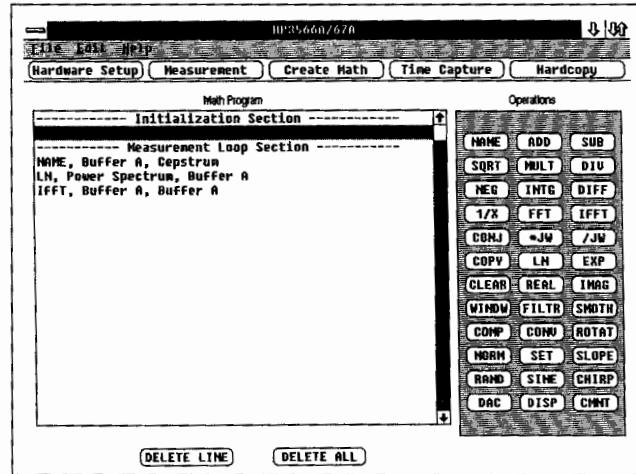 HP3566A/67A
File Edit Help
Hardware Setup Measurement Create Math Time Capture Hardcopy
Math Program Operations
------------ Initialization Section ------------
----------- Measurement Loop Section -----------
NAME, Buffer A, Cepstrum
LN, Power Spectrum, Buffer A
IFFT, Buffer A, Buffer A
NAME ADD SUB
SQRT MULT DIV
NEG INTG DIFF
1/X FFT IFFT
CONJ *JW /JW
COPY LN EXP
CLEAR REAL IMAG
WINDW FILTR SMOTH
COMP CONV ROTAT
NORM SET SLOPE
RAND SINE CHIRP
DAC DISP CMNT
DELETE LINE DELETE ALL